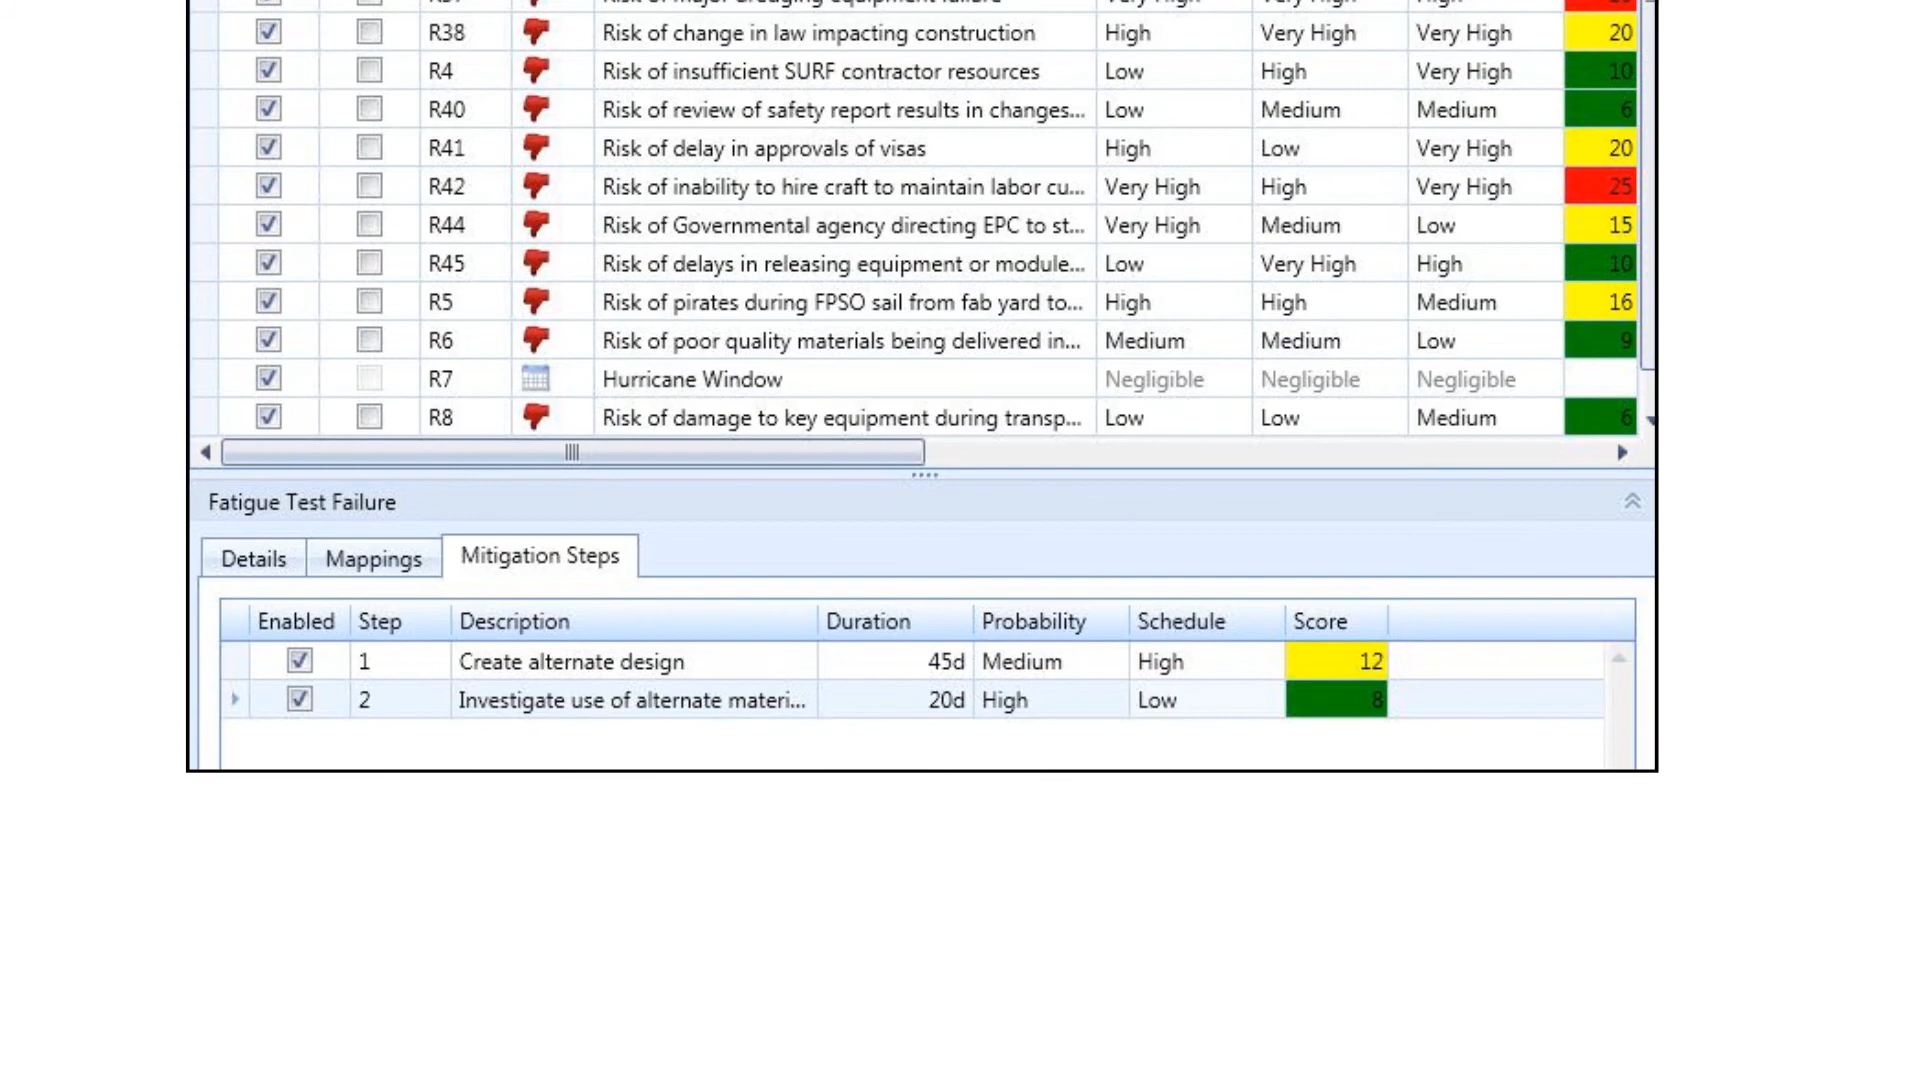 R38 Risk of change in law impacting construction High Very High Very High 20
R4 Risk of insufficient SURF contractor resources Low High Very High 10
R40 Risk of review of safety report results in changes... Low Medium Medium 6
R41 Risk of delay in approvals of visas High Low Very High 20
R42 Risk of inability to hire craft to maintain labor cu... Very High High Very High 25
R44 Risk of Governmental agency directing EPC to st... Very High Medium Low 15
R45 Risk of delays in releasing equipment or module... Low Very High High 10
R5 Risk of pirates during FPSO sail from fab yard to... High High Medium 16
R6 Risk of poor quality materials being delivered in... Medium Medium Low 9
R7 Hurricane Window Negligible Negligible Negligible
R8 Risk of damage to key equipment during transp... Low Low Medium 6
Fatigue Test Failure
Details Mappings Mitigation Steps
Enabled Step Description Duration Probability Schedule Score
1 Create alternate design 45d Medium High 12
2 Investigate use of alternate materi... 20d High Low 8